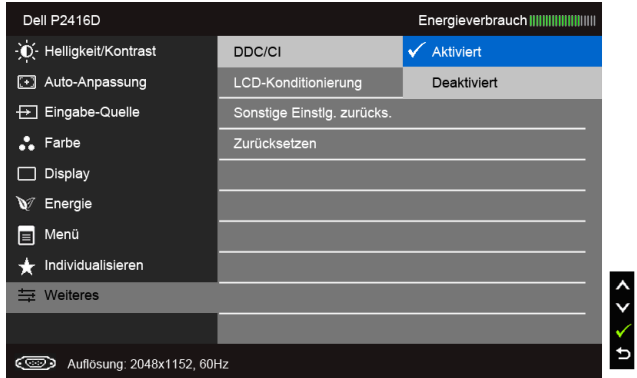 Dell P2416D
Energieverbrauch
Helligkeit/Kontrast
DDC/CI
Aktiviert
Auto-Anpassung
LCD-Konditionierung
Deaktiviert
Eingabe-Quelle
Sonstige Einstlg. zurücks.
Farbe
Zurücksetzen
Display
Energie
Menü
Individualisieren
Weiteres
Auflösung: 2048x1152, 60Hz